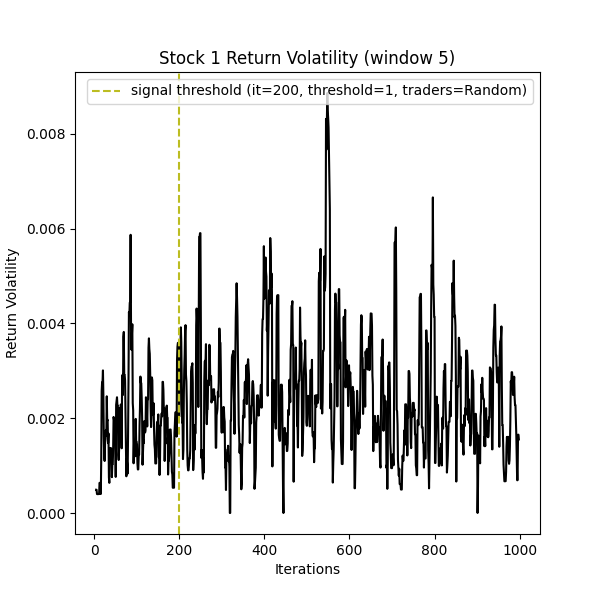 Stock 1 Return Volatility (window 5)
signal threshold (it=200, threshold=1, traders=Random)
Return Volatility
0.008
0.006
0.004
0.002
0.000
0 200 400 600 800 1000
Iterations